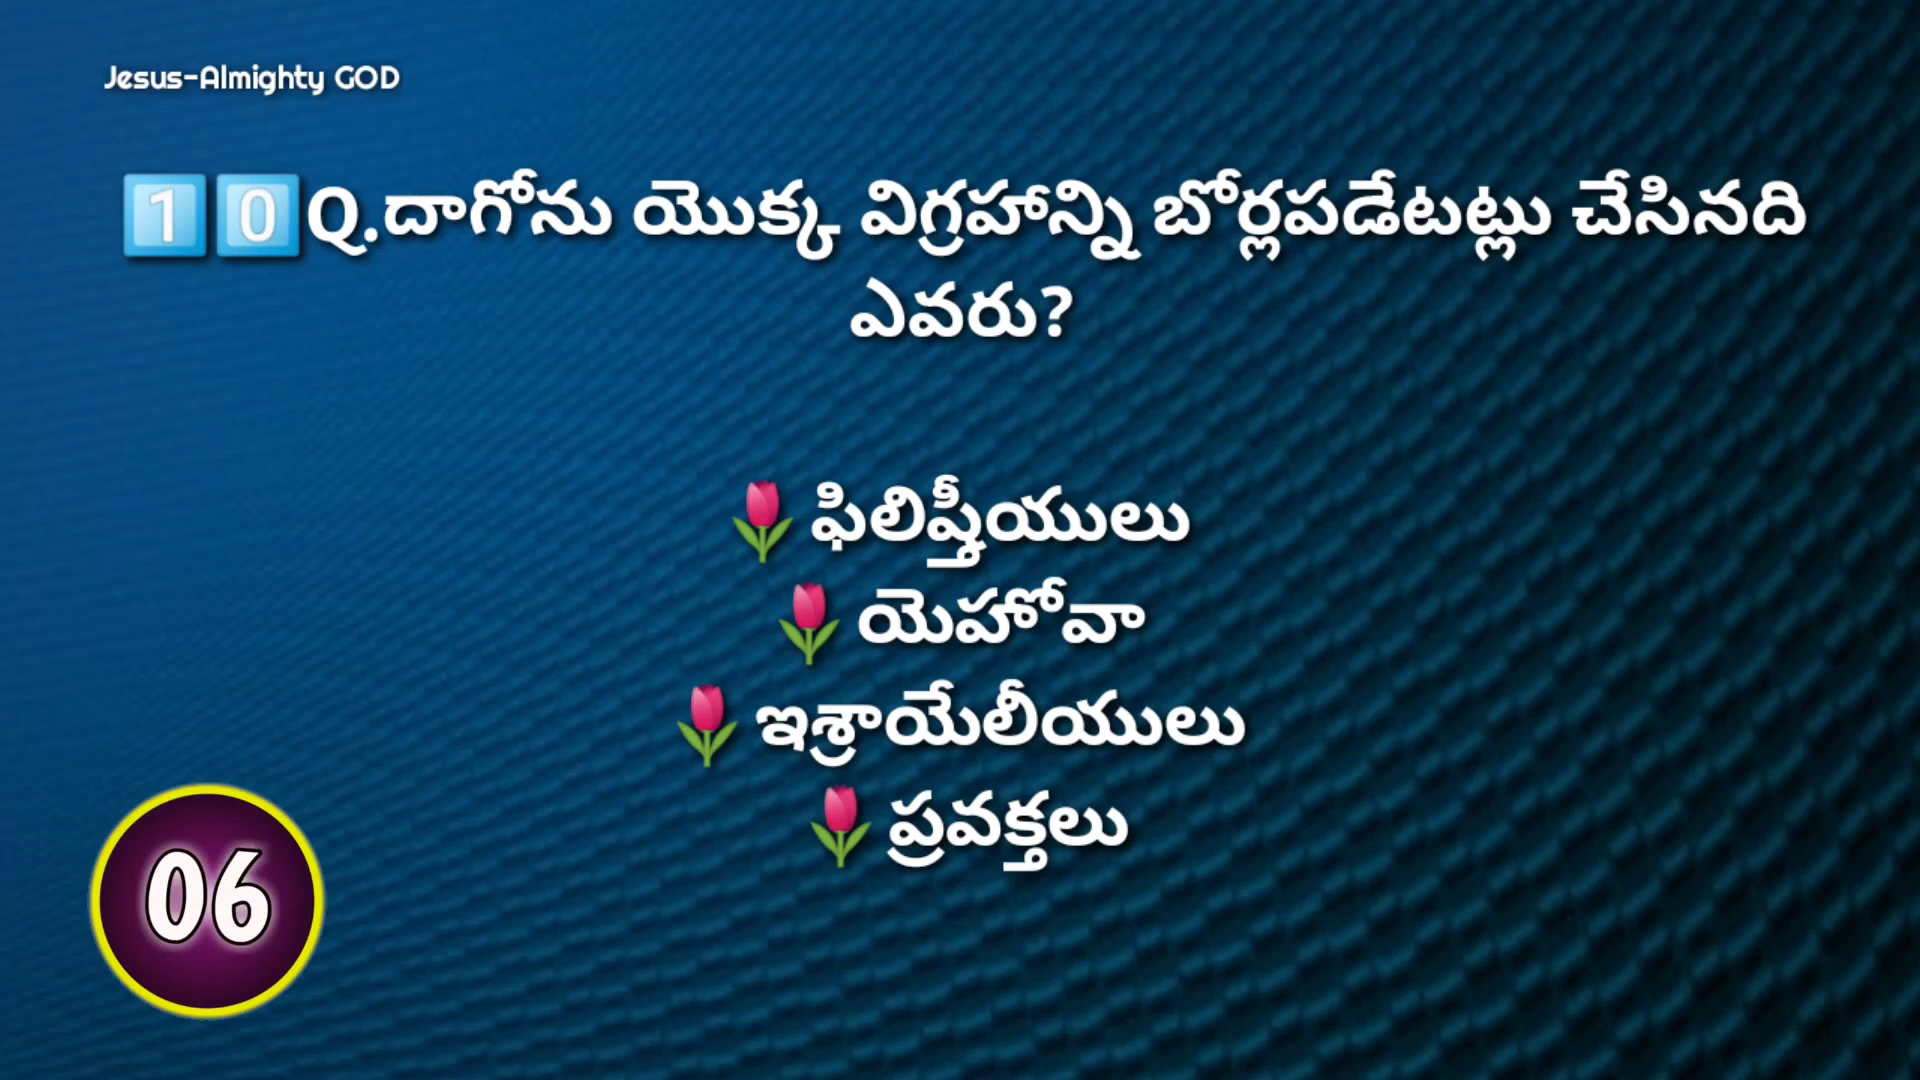 Jesus-Almighty GOD
1️⃣0️⃣Q.దాగోను యొక్క విగ్రహాన్ని బోర్లపడేటట్లు చేసినది
ఎవరు?
🌷ఫిలిష్తీయులు
🌷యెహోవా
🌷ఇశ్రాయేలీయులు
🌷ప్రవక్తలు
06